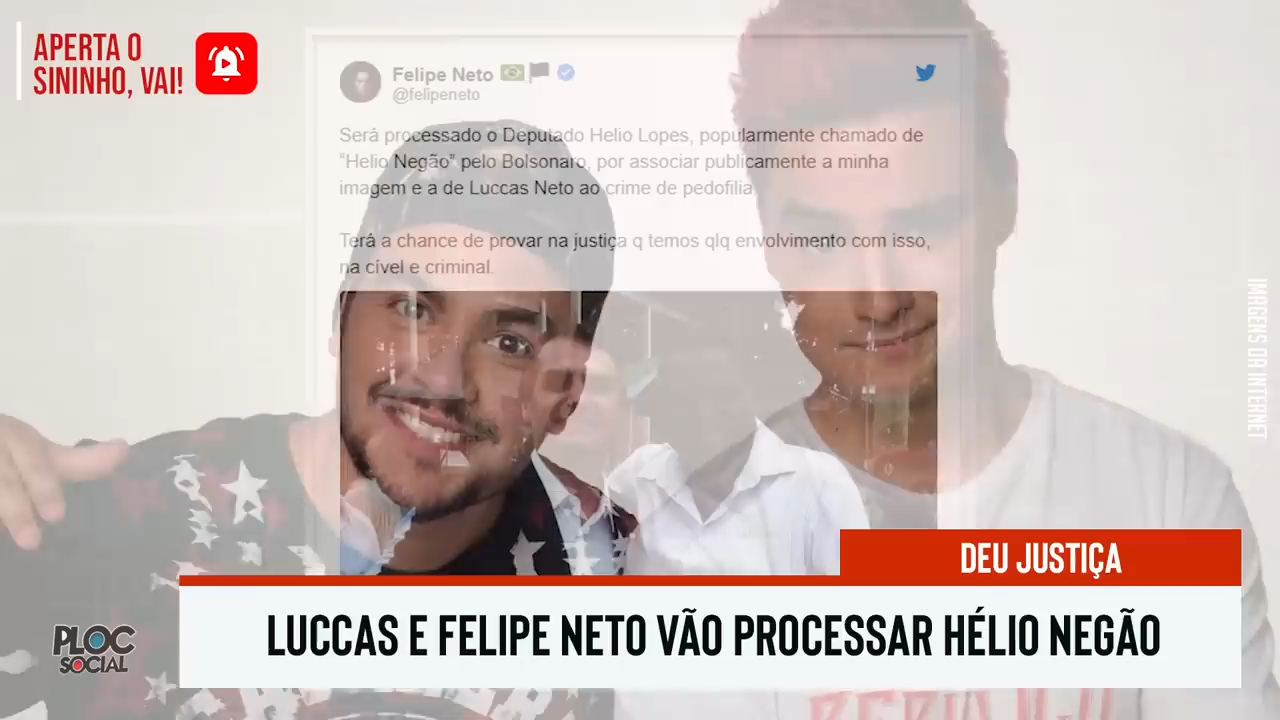 APERTA O
SININHO, VAI!
Felipe Neto
@felipeneto
Será processado o Deputado Helio Lopes, popularmente chamado de
"Helio Negão" pelo Bolsonaro, por associar publicamente a minha
imagem e a de Luccas Neto ao crime de pedofilia.
Terá a chance de provar na justiça q temos qlq envolvimento com isso,
na cível e criminal.
IMAGENS DA INTERNET
DEU JUSTIÇA
LUCCAS E FELIPE NETO VÃO PROCESSAR HÉLIO NEGÃO
PLOC
SOCIAL